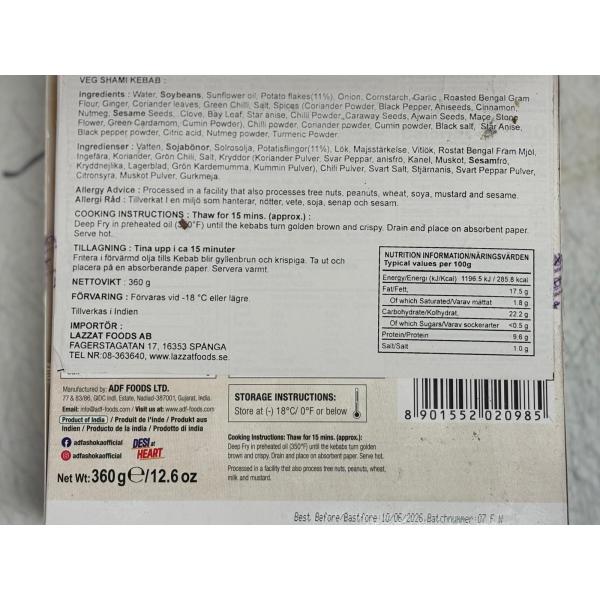 VEG SHAMI KEBAB :
Ingredients : Water, Soybeans, Sunflower oil, Potato flakes(11%), Onion, Cornstarch, Garlic, Roasted Bengal Gram
Flour, Ginger, Coriander leaves, Green Chilli, Salt, Spices (Coriander Powder, Black Pepper, Aniseeds, Cinnamon,
Nutmeg, Sesame Seeds, Clove, Bay Leaf, Star anise, Chilli Powder, Caraway Seeds, Ajwain Seeds, Mace, Stone
Flower, Green Cardamom, Cumin Powder), Chilli powder, Coriander powder, Cumin powder, Black salt, Star Anise,
Black pepper powder, Citric acid, Nutmeg powder, Turmeric Powder.
Ingredienser : Vatten, Sojabönor, Solrosolja, Potatisflingor(11%), Lök, Majsstärkelse, Vitlök, Rostat Bengal Fram Mjöl,
Ingefära, Koriander, Grön Chili, Salt, Kryddor (Koriander Pulver, Svar Peppar, anisfrö, Kanel, Muskot, Sesamfrö,
Kryddnejlika, Lagerblad, Grön Kardemumma, Kummin Pulver), Chili Pulver, Svart Salt, Stjärnanis, Svart Peppar Pulver,
Citronsyra, Muskot Pulver, Gurkmeja.
Allergy Advice : Processed in a facility that also processes tree nuts, peanuts, wheat, soya, mustard and sesame.
Allergi Råd : Tillverkat I en miljö som hanterar, nötter, vete, soja, senap och sesam.
COOKING INSTRUCTIONS : Thaw for 15 mins. (approx.) :
Deep Fry in preheated oil (350°F) until the kebabs turn golden brown and crispy. Drain and place on absorbent paper.
Serve hot.
TILLAGNING : Tina upp i ca 15 minuter
Fritera i förvärmd olja tills Kebab blir gyllenbrun och krispiga. Ta ut och
placera på en absorberande paper. Servera varmt.
NETTOVIKT : 360 g
FÖRVARING : Förvaras vid -18 °C eller lägre.
Tillverkas i Indien
IMPORTÖR :
LAZZAT FOODS AB
FAGERSTAGATAN 17, 16353 SPÅNGA
TEL NR:08-363640, www.lazzatfoods.se
NUTRITION INFORMATION/NÄRINGSVÄRDEN
Typical values per 100g
Energy/Energi (kJ/Kcal) 1196.5 kJ / 285.8 kcal
Fat/Fett, 17.5 g
Of which Saturated/Varav mättat 1.8 g
Carbohydrate/Kolhydrat, 22.2 g
Of which Sugars/Varav sockerarter <0.5 g
Protein/Protein 9.6 g
Salt/Salt 1.0 g
Manufactured by: ADF FOODS LTD.
77 & 83/86, GIDC Indl. Estate, Nadiad-387001, Gujarat, India.
Email: info@adf-foods.com / Visit us at: www.adf-foods.com
Product of India / Produit de l'inde / Produkt aus
Indien / Producto de la india / Prodotto di india
adfashokaofficial
adfashokaofficial
DESI at HEART
Net Wt: 360 g ℮/12.6 oz
STORAGE INSTRUCTIONS:
Store at (-) 18°C/ 0°F or below
Cooking Instructions: Thaw for 15 mins. (approx.):
Deep Fry in preheated oil (350°F) until the kebabs turn golden
brown and crispy. Drain and place on absorbent paper. Serve hot.
Processed in a facility that also process tree nuts, peanuts, wheat,
milk and mustard.
8 901552 020985
Best Before/Bastfore:10/06/2026,Batchnummer:07 F N